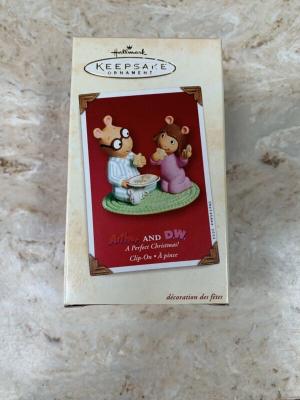 Hallmark
KEEPSAKE
ORNAMENT
Arthur AND D.W.
A Perfect Christmas!
Clip-On • À pince
décoration des fêtes